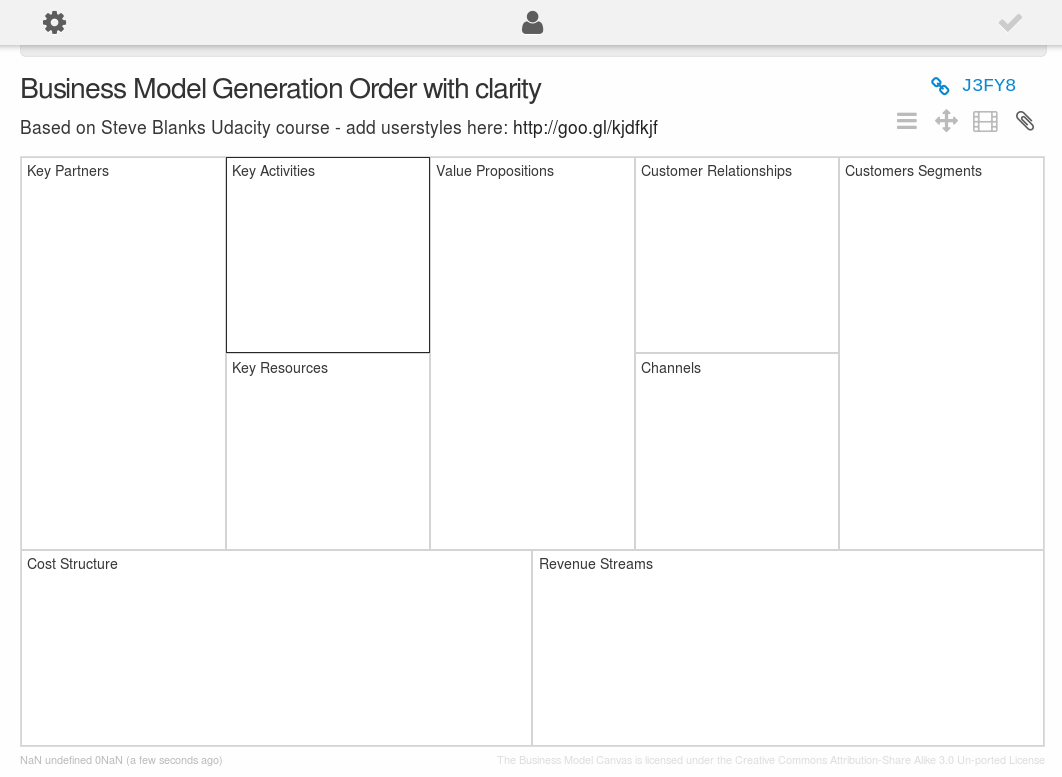 Business Model Generation Order with clarity
J3FY8
Based on Steve Blanks Udacity course - add userstyles here: http://goo.gl/kjdfkjf
Key Partners
Key Activities
Value Propositions
Customer Relationships
Customers Segments
Key Resources
Channels
Cost Structure
Revenue Streams
NaN undefined 0NaN (a few seconds ago)
The Business Model Canvas is licensed under the Creative Commons Attribution-Share Alike 3.0 Un-ported License